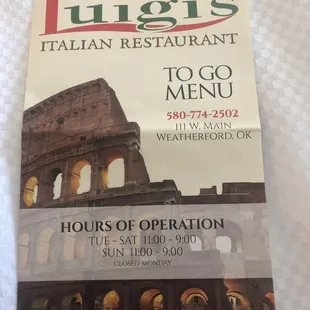 Luigis
ITALIAN RESTAURANT
TO GO
MENU
580-774-2502
111 W. MAIN
WEATHERFORD, OK
HOURS OF OPERATION
TUE - SAT 11:00 - 9:00
SUN 11:00 - 9:00
CLOSED MONDAY